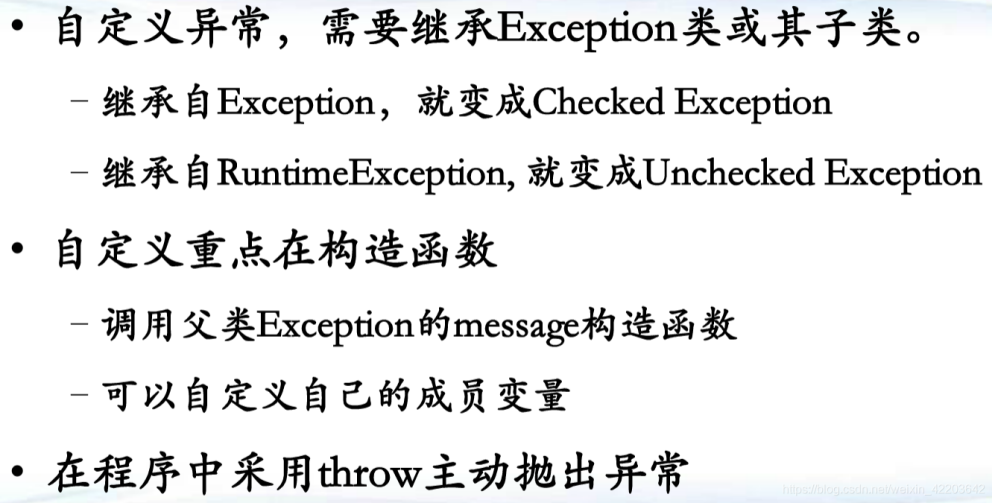 • 自定义异常，需要继承Exception类或其子类。
– 继承自Exception，就变成Checked Exception
– 继承自RuntimeException, 就变成Unchecked Exception
• 自定义重点在构造函数
– 调用父类Exception的message构造函数
– 可以自定义自己的成员变量
• 在程序中采用throw主动抛出异常
https://blog.csdn.net/weixin_42203642